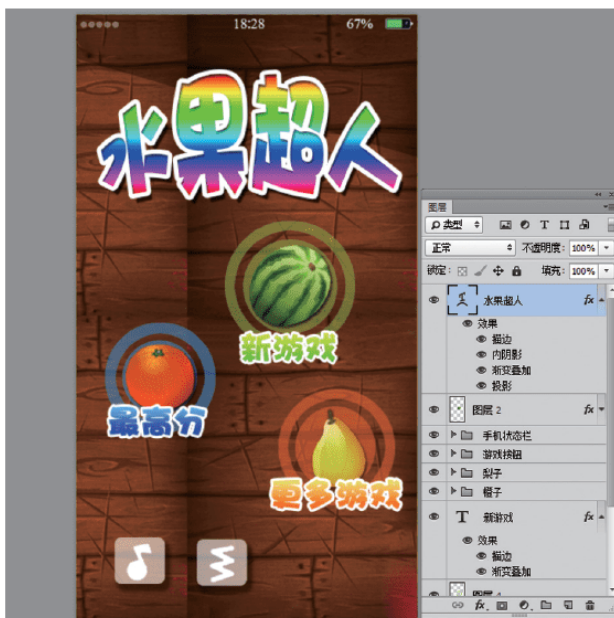 18:28
67%
水果超人
新游戏
最高分
更多游戏
图层
类型
T
正常
不透明度: 100%
锁定:
填充: 100%
水果超人 fx
效果
描边
内阴影
渐变叠加
投影
图层 2 fx
手机状态栏
游戏按钮
梨子
橙子
T 新游戏 fx
效果
描边
渐变叠加
fx